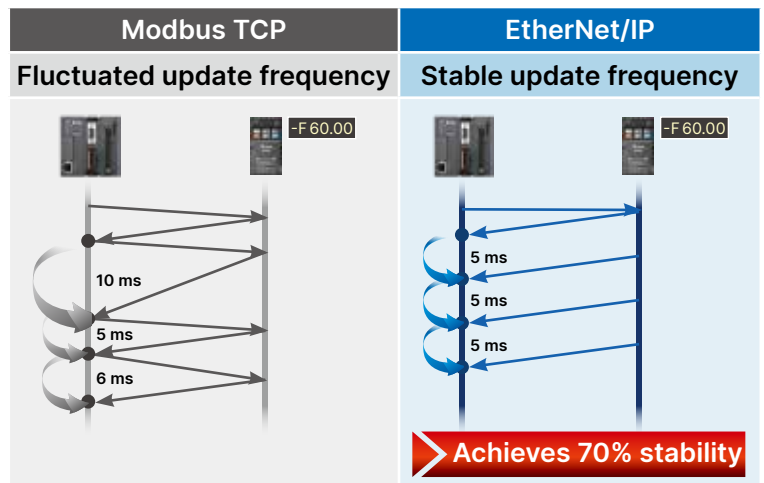 Modbus TCP
Fluctuated update frequency
-F 60.00
10 ms
5 ms
6 ms
EtherNet/IP
Stable update frequency
-F 60.00
5 ms
5 ms
5 ms
Achieves 70% stability